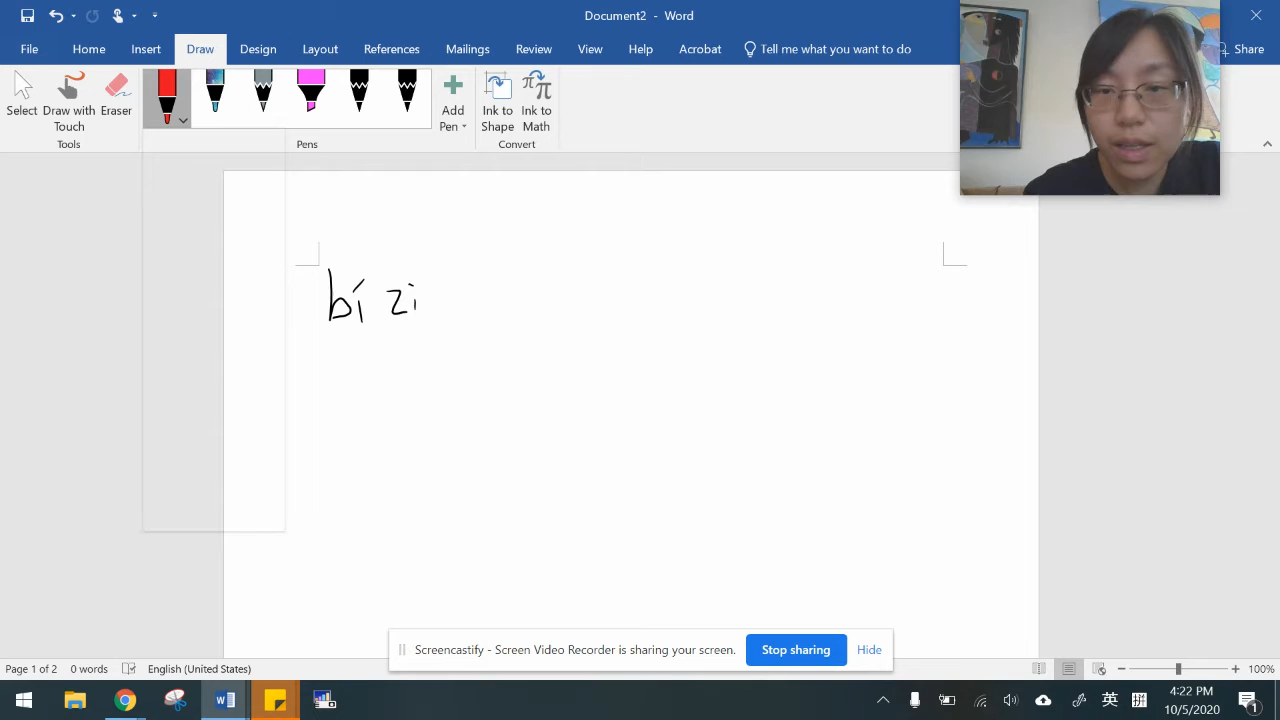 Document2 - Word
File Home Insert Draw Design Layout References Mailings Review View Help Acrobat Tell me what you want to do Share
Select Draw with Touch Eraser Add Pen Ink to Shape Ink to Math
Tools Pens Convert
bí zi
Screencastify - Screen Video Recorder is sharing your screen. Stop sharing Hide
Page 1 of 2 0 words English (United States) 100%
英 拼 4:22 PM
10/5/2020 1